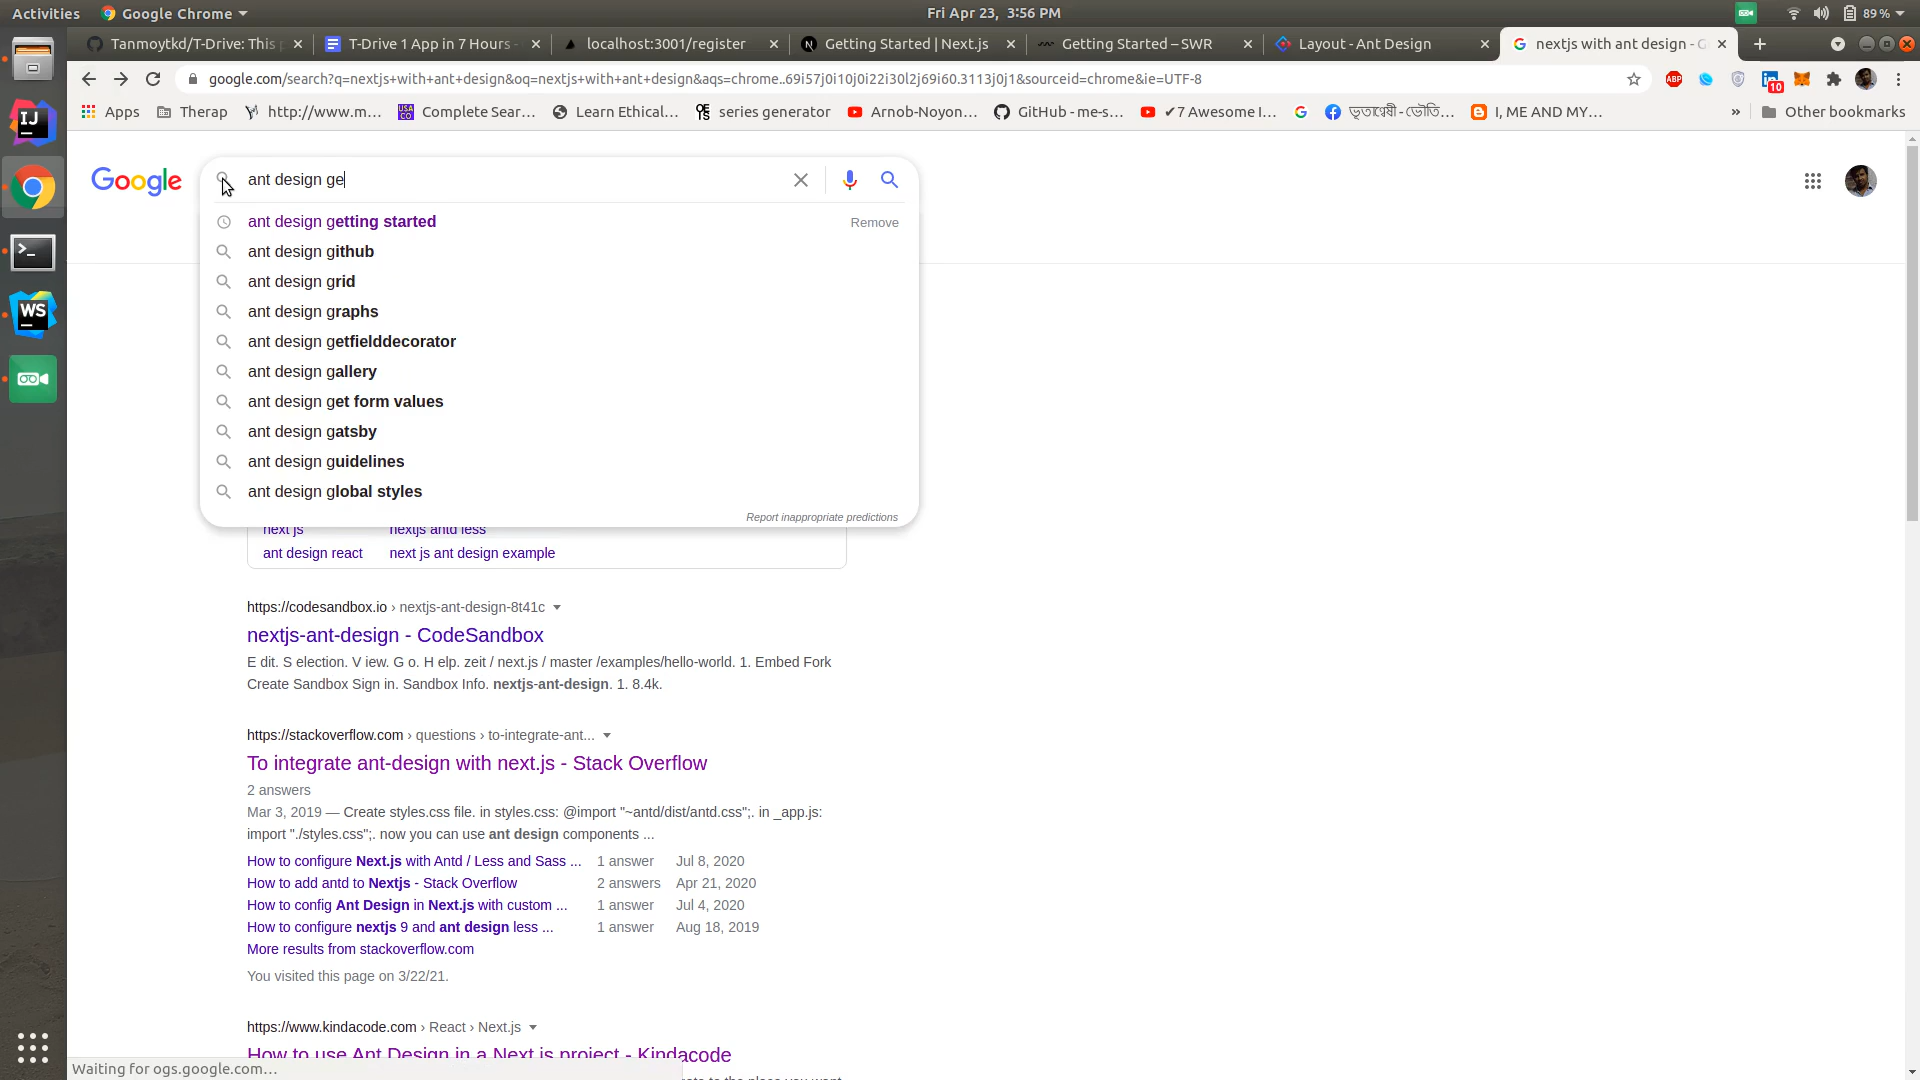 Activities
Google Chrome
Fri Apr 23, 3:56 PM
89 %
Tanmoytkd/T-Drive: This p
T-Drive 1 App in 7 Hours -
localhost:3001/register
Getting Started | Next.js
Getting Started – SWR
Layout - Ant Design
nextjs with ant design - G
google.com/search?q=nextjs+with+ant+design&oq=nextjs+with+ant+design&aqs=chrome..69i57j0i10j0i22i30l2j69i60.3113j0j1&sourceid=chrome&ie=UTF-8
ABP
10
Apps
Therap
http://www.m...
USA CO
Complete Sear...
Learn Ethical...
series generator
Arnob-Noyon...
GitHub - me-s...
✔7 Awesome I...
I, ME AND MY...
»
Other bookmarks
Google
ant design ge
ant design getting started
Remove
ant design github
ant design grid
ant design graphs
ant design getfielddecorator
ant design gallery
ant design get form values
ant design gatsby
ant design guidelines
ant design global styles
Report inappropriate predictions
next js
nextjs antd less
ant design react
next js ant design example
https://codesandbox.io › nextjs-ant-design-8t41c
nextjs-ant-design - CodeSandbox
E dit. S election. V iew. G o. H elp. zeit / next.js / master /examples/hello-world. 1. Embed Fork
Create Sandbox Sign in. Sandbox Info. nextjs-ant-design. 1. 8.4k.
https://stackoverflow.com › questions › to-integrate-ant...
To integrate ant-design with next.js - Stack Overflow
2 answers
Mar 3, 2019 — Create styles.css file. in styles.css: @import "~antd/dist/antd.css";. in _app.js:
import "./styles.css";. now you can use ant design components ...
How to configure Next.js with Antd / Less and Sass ... 1 answer Jul 8, 2020
How to add antd to Nextjs - Stack Overflow 2 answers Apr 21, 2020
How to config Ant Design in Next.js with custom ... 1 answer Jul 4, 2020
How to configure nextjs 9 and ant design less ... 1 answer Aug 18, 2019
More results from stackoverflow.com
You visited this page on 3/22/21.
https://www.kindacode.com › React › Next.js
How to use Ant Design in a Next.js project - Kindacode
Waiting for ogs.google.com...
IJ
WS